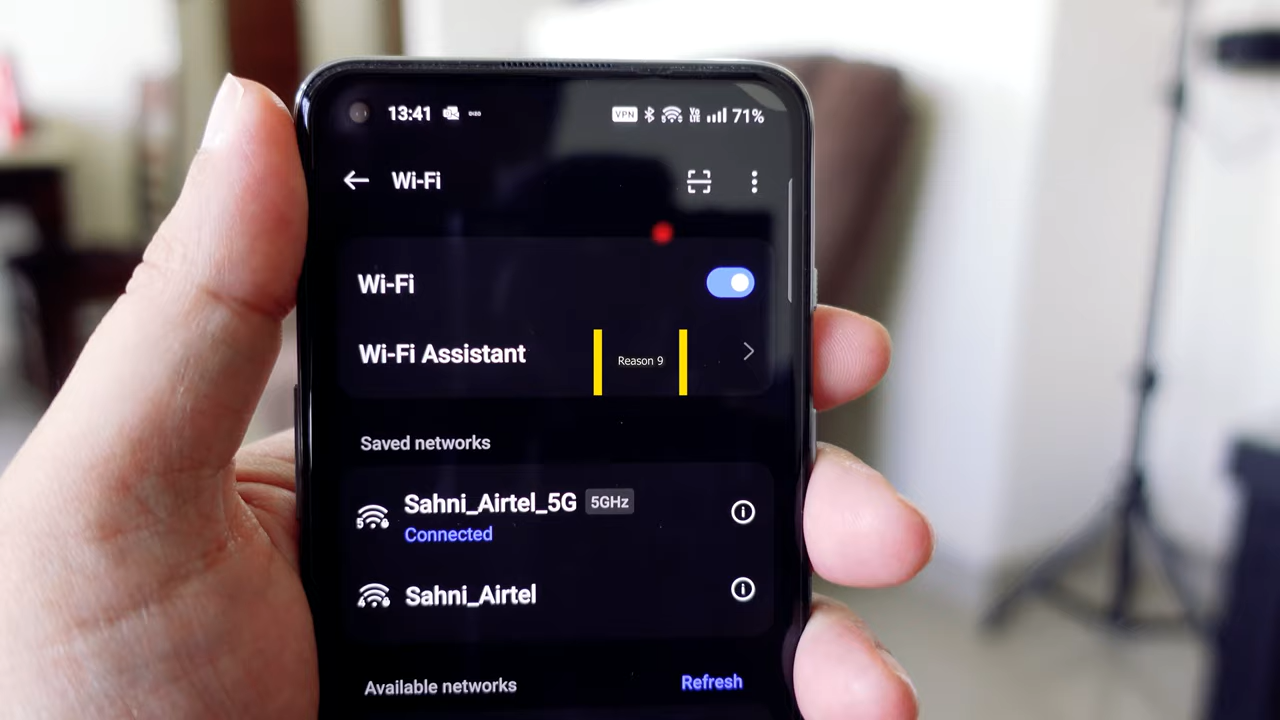 13:41 VPN 71%
Wi-Fi
Wi-Fi
Wi-Fi Assistant
Reason 9
Saved networks
Sahni_Airtel_5G 5GHz
Connected
Sahni_Airtel
Available networks Refresh